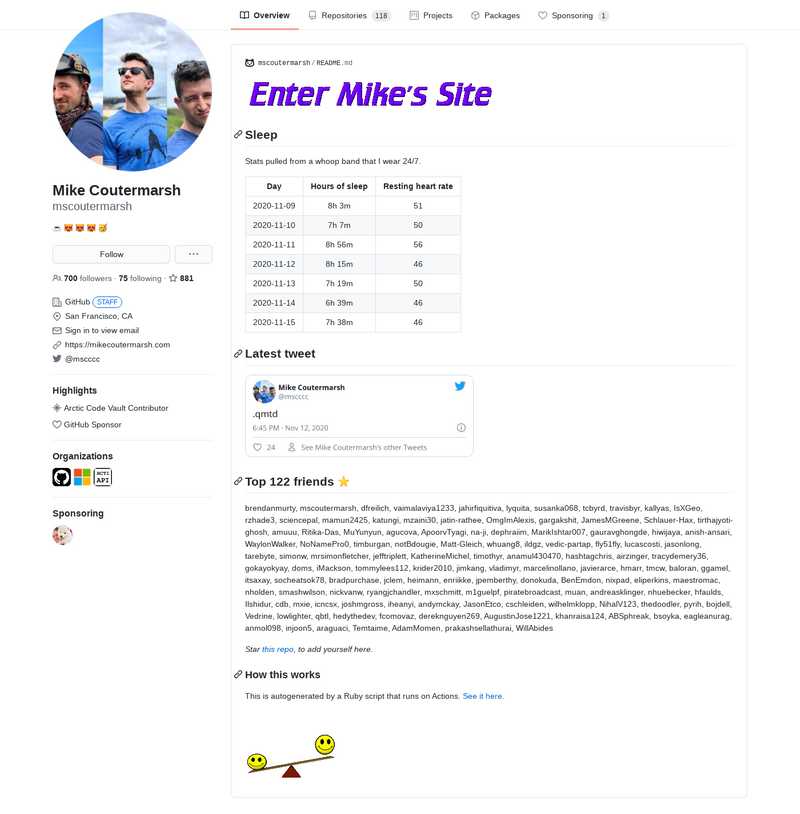 Overview Repositories 118 Projects Packages Sponsoring 1
Mike Coutermarsh
mscoutermarsh
Follow
700 followers · 75 following · 881
GitHub STAFF
San Francisco, CA
Sign in to view email
https://mikecoutermarsh.com
@mscccc
Highlights
Arctic Code Vault Contributor
GitHub Sponsor
Organizations
ACTI
API
Sponsoring
mscoutermarsh/README.md
Enter Mike's Site
Sleep
Stats pulled from a whoop band that I wear 24/7.
Day Hours of sleep Resting heart rate
2020-11-09 8h 3m 51
2020-11-10 7h 7m 50
2020-11-11 8h 56m 56
2020-11-12 8h 15m 46
2020-11-13 7h 19m 50
2020-11-14 6h 39m 46
2020-11-15 7h 38m 46
Latest tweet
Mike Coutermarsh
@mscccc
.qmtd
6:45 PM · Nov 12, 2020
24 See Mike Coutermarsh's other Tweets
Top 122 friends
brendanmurty, mscoutermarsh, dfreilich, vaimalaviya1233, jahirfiquitiva, lyquita, susanka068, tcbyrd, travisbyr, kallyas, IsXGeo,
rzhade3, sciencepal, mamun2425, katungi, mzaini30, jatin-rathee, OmgImAlexis, gargakshit, JamesMGreene, Schlauer-Hax, tirthajyoti-
ghosh, amuuu, Ritika-Das, MuYunyun, agucova, ApoorvTyagi, na-ji, dephraiim, MarikIshtar007, gauravghongde, hiwijaya, anish-ansari,
WaylonWalker, NoNamePro0, timburgan, notBdougie, Matt-Gleich, whuang8, ildgz, vedic-partap, fly51fly, lucascosti, jasonlong,
tarebyte, simonw, mrsimonfletcher, jefftriplett, KatherineMichel, timothyr, anamul430470, hashtagchris, airzinger, tracydemery36,
gokayokyay, doms, iMackson, tommylees112, krider2010, jimkang, vladimyr, marcelinollano, javierarce, hmarr, tmcw, baloran, ggamel,
itsaxay, socheatsok78, bradpurchase, jclem, heimann, enriikke, jpemberthy, donokuda, BenEmdon, nixpad, eliperkins, maestromac,
nholden, smashwilson, nickvanw, ryangjchandler, mxschmitt, m1guelpf, piratebroadcast, muan, andreasklinger, nhuebecker, hfaulds,
IIshidur, cdb, mxie, icncsx, joshmgross, iheanyi, andymckay, JasonEtco, cschleiden, wilhelmklopp, NihalV123, thedoodler, pyrih, bojdell,
Vedrine, lowlighter, qbtl, hedythedev, fcomovaz, dereknguyen269, AugustinJose1221, khanraisa124, ABSphreak, bsoyka, eagleanurag,
anmol098, injoon5, araguaci, Temtaime, AdamMomen, prakashsellathurai, WillAbides
Star this repo, to add yourself here.
How this works
This is autogenerated by a Ruby script that runs on Actions. See it here.